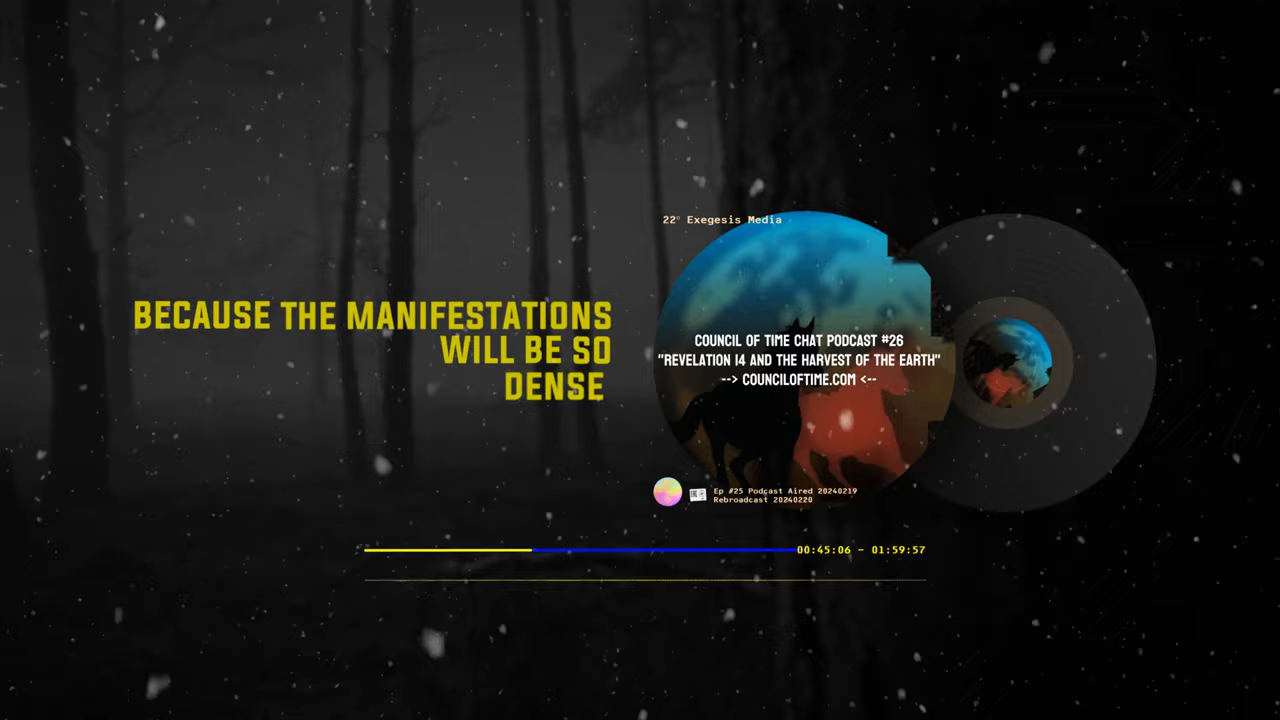 BECAUSE THE MANIFESTATIONS
WILL BE SO
DENSE
22° Exegesis Media
COUNCIL OF TIME CHAT PODCAST #26
"REVELATION 14 AND THE HARVEST OF THE EARTH"
--> COUNCILOFTIME.COM <--
Ep #25 Podcast Aired 20240219
Rebroadcast 20240220
00:45:06 - 01:59:57